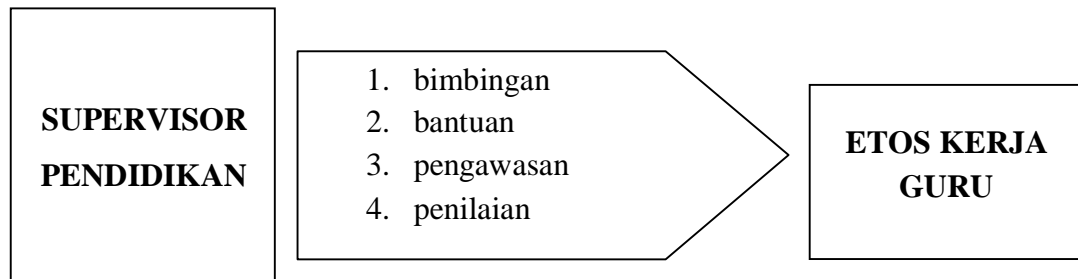 SUPERVISOR
PENDIDIKAN
1. bimbingan
2. bantuan
3. pengawasan
4. penilaian
ETOS KERJA
GURU